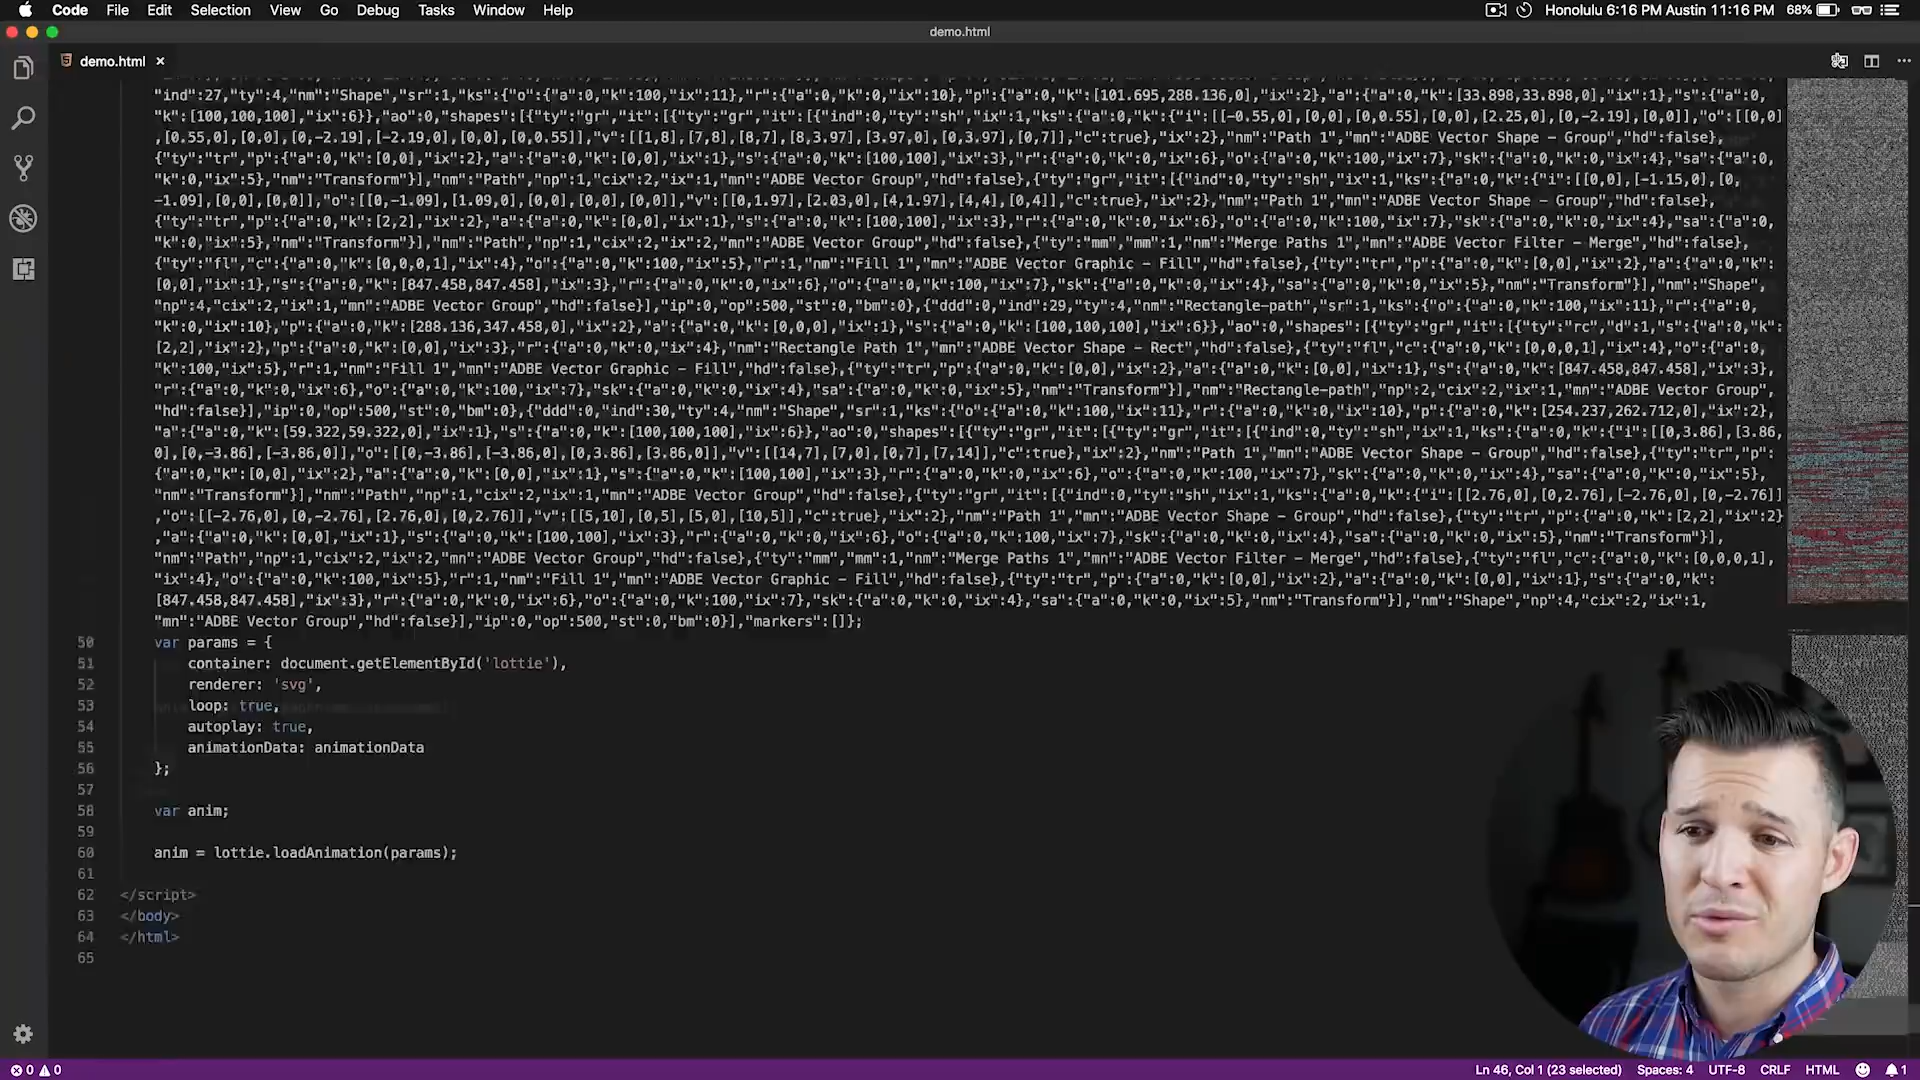 Code File Edit Selection View Go Debug Tasks Window Help Honolulu 6:16 PM Austin 11:16 PM 68%
demo.html
demo.html ×
"ind":27,"ty":4,"nm":"Shape","sr":1,"ks":{"o":{"a":0,"k":100,"ix":11},"r":{"a":0,"k":0,"ix":10},"p":{"a":0,"k":[101.695,288.136,0],"ix":2},"a":{"a":0,"k":[33.898,33.898,0],"ix":1},"s":{"a":0,
"k":[100,100,100],"ix":6}},"ao":0,"shapes":[{"ty":"gr","it":[{"ty":"gr","it":[{"ind":0,"ty":"sh","ix":1,"ks":{"a":0,"k":{"i":[[-0.55,0],[0,0],[0,0.55],[0,0],[2.25,0],[0,-2.19],[0,0]],"o":[[0,0]
,[0,0.55],[0,0],[0,-2.19],[-2.19,0],[0,0],[0,0.55]],"v":[[1,8],[7,8],[8,7],[8,3.97],[3.97,0],[0,3.97],[0,7]],"c":true},"ix":2},"nm":"Path 1","mn":"ADBE Vector Shape - Group","hd":false},
{"ty":"tr","p":{"a":0,"k":[0,0],"ix":2},"a":{"a":0,"k":[0,0],"ix":1},"s":{"a":0,"k":[100,100],"ix":3},"r":{"a":0,"k":0,"ix":6},"o":{"a":0,"k":100,"ix":7},"sk":{"a":0,"k":0,"ix":4},"sa":{"a":0,
"k":0,"ix":5},"nm":"Transform"}],"nm":"Path","np":1,"cix":2,"ix":1,"mn":"ADBE Vector Group","hd":false},{"ty":"gr","it":[{"ind":0,"ty":"sh","ix":1,"ks":{"a":0,"k":{"i":[[0,0],[-1.15,0],[0,
-1.09],[0,0],[0,0]],"o":[[0,-1.09],[1.09,0],[0,0],[0,0],[0,0]],"v":[[0,1.97],[2.03,0],[4,1.97],[4,4],[0,4]],"c":true},"ix":2},"nm":"Path 1","mn":"ADBE Vector Shape - Group","hd":false},
{"ty":"tr","p":{"a":0,"k":[2,2],"ix":2},"a":{"a":0,"k":[0,0],"ix":1},"s":{"a":0,"k":[100,100],"ix":3},"r":{"a":0,"k":0,"ix":6},"o":{"a":0,"k":100,"ix":7},"sk":{"a":0,"k":0,"ix":4},"sa":{"a":0,
"k":0,"ix":5},"nm":"Transform"}],"nm":"Path","np":1,"cix":2,"ix":2,"mn":"ADBE Vector Group","hd":false},{"ty":"mm","mm":1,"nm":"Merge Paths 1","mn":"ADBE Vector Filter - Merge","hd":false},
{"ty":"fl","c":{"a":0,"k":[0,0,0,1],"ix":4},"o":{"a":0,"k":100,"ix":5},"r":1,"nm":"Fill 1","mn":"ADBE Vector Graphic - Fill","hd":false},{"ty":"tr","p":{"a":0,"k":[0,0],"ix":2},"a":{"a":0,"k":
[0,0],"ix":1},"s":{"a":0,"k":[847.458,847.458],"ix":3},"r":{"a":0,"k":0,"ix":6},"o":{"a":0,"k":100,"ix":7},"sk":{"a":0,"k":0,"ix":4},"sa":{"a":0,"k":0,"ix":5},"nm":"Transform"}],"nm":"Shape",
"np":4,"cix":2,"ix":1,"mn":"ADBE Vector Group","hd":false}],"ip":0,"op":500,"st":0,"bm":0},{"ddd":0,"ind":29,"ty":4,"nm":"Rectangle-path","sr":1,"ks":{"o":{"a":0,"k":100,"ix":11},"r":{"a":0,
"k":0,"ix":10},"p":{"a":0,"k":[288.136,347.458,0],"ix":2},"a":{"a":0,"k":[0,0,0],"ix":1},"s":{"a":0,"k":[100,100,100],"ix":6}},"ao":0,"shapes":[{"ty":"gr","it":[{"ty":"rc","d":1,"s":{"a":0,"k":
[2,2],"ix":2},"p":{"a":0,"k":[0,0],"ix":3},"r":{"a":0,"k":0,"ix":4},"nm":"Rectangle Path 1","mn":"ADBE Vector Shape - Rect","hd":false},{"ty":"fl","c":{"a":0,"k":[0,0,0,1],"ix":4},"o":{"a":0,
"k":100,"ix":5},"r":1,"nm":"Fill 1","mn":"ADBE Vector Graphic - Fill","hd":false},{"ty":"tr","p":{"a":0,"k":[0,0],"ix":2},"a":{"a":0,"k":[0,0],"ix":1},"s":{"a":0,"k":[847.458,847.458],"ix":3},
"r":{"a":0,"k":0,"ix":6},"o":{"a":0,"k":100,"ix":7},"sk":{"a":0,"k":0,"ix":4},"sa":{"a":0,"k":0,"ix":5},"nm":"Transform"}],"nm":"Rectangle-path","np":2,"cix":2,"ix":1,"mn":"ADBE Vector Group",
"hd":false}],"ip":0,"op":500,"st":0,"bm":0},{"ddd":0,"ind":30,"ty":4,"nm":"Shape","sr":1,"ks":{"o":{"a":0,"k":100,"ix":11},"r":{"a":0,"k":0,"ix":10},"p":{"a":0,"k":[254.237,262.712,0],"ix":2},
"a":{"a":0,"k":[59.322,59.322,0],"ix":1},"s":{"a":0,"k":[100,100,100],"ix":6}},"ao":0,"shapes":[{"ty":"gr","it":[{"ty":"gr","it":[{"ind":0,"ty":"sh","ix":1,"ks":{"a":0,"k":{"i":[[0,3.86],[3.86,
0],[0,-3.86],[-3.86,0]],"o":[[0,-3.86],[-3.86,0],[0,3.86],[3.86,0]],"v":[[14,7],[7,0],[0,7],[7,14]],"c":true},"ix":2},"nm":"Path 1","mn":"ADBE Vector Shape - Group","hd":false},{"ty":"tr","p":
{"a":0,"k":[0,0],"ix":2},"a":{"a":0,"k":[0,0],"ix":1},"s":{"a":0,"k":[100,100],"ix":3},"r":{"a":0,"k":0,"ix":6},"o":{"a":0,"k":100,"ix":7},"sk":{"a":0,"k":0,"ix":4},"sa":{"a":0,"k":0,"ix":5},
"nm":"Transform"}],"nm":"Path","np":1,"cix":2,"ix":1,"mn":"ADBE Vector Group","hd":false},{"ty":"gr","it":[{"ind":0,"ty":"sh","ix":1,"ks":{"a":0,"k":{"i":[[2.76,0],[0,2.76],[-2.76,0],[0,-2.76]]
,"o":[[-2.76,0],[0,-2.76],[2.76,0],[0,2.76]],"v":[[5,10],[0,5],[5,0],[10,5]],"c":true},"ix":2},"nm":"Path 1","mn":"ADBE Vector Shape - Group","hd":false},{"ty":"tr","p":{"a":0,"k":[2,2],"ix":2}
,"a":{"a":0,"k":[0,0],"ix":1},"s":{"a":0,"k":[100,100],"ix":3},"r":{"a":0,"k":0,"ix":6},"o":{"a":0,"k":100,"ix":7},"sk":{"a":0,"k":0,"ix":4},"sa":{"a":0,"k":0,"ix":5},"nm":"Transform"}],
"nm":"Path","np":1,"cix":2,"ix":2,"mn":"ADBE Vector Group","hd":false},{"ty":"mm","mm":1,"nm":"Merge Paths 1","mn":"ADBE Vector Filter - Merge","hd":false},{"ty":"fl","c":{"a":0,"k":[0,0,0,1],
"ix":4},"o":{"a":0,"k":100,"ix":5},"r":1,"nm":"Fill 1","mn":"ADBE Vector Graphic - Fill","hd":false},{"ty":"tr","p":{"a":0,"k":[0,0],"ix":2},"a":{"a":0,"k":[0,0],"ix":1},"s":{"a":0,"k":
[847.458,847.458],"ix":3},"r":{"a":0,"k":0,"ix":6},"o":{"a":0,"k":100,"ix":7},"sk":{"a":0,"k":0,"ix":4},"sa":{"a":0,"k":0,"ix":5},"nm":"Transform"}],"nm":"Shape","np":4,"cix":2,"ix":1,
"mn":"ADBE Vector Group","hd":false}],"ip":0,"op":500,"st":0,"bm":0}],"markers":[]};
50 var params = {
51 container: document.getElementById('lottie'),
52 renderer: 'svg',
53 loop: true,
54 autoplay: true,
55 animationData: animationData
56 };
57
58 var anim;
59
60 anim = lottie.loadAnimation(params);
61
62 </script>
63 </body>
64 </html>
65
0 0 Ln 46, Col 1 (23 selected) Spaces: 4 UTF-8 CRLF HTML 1